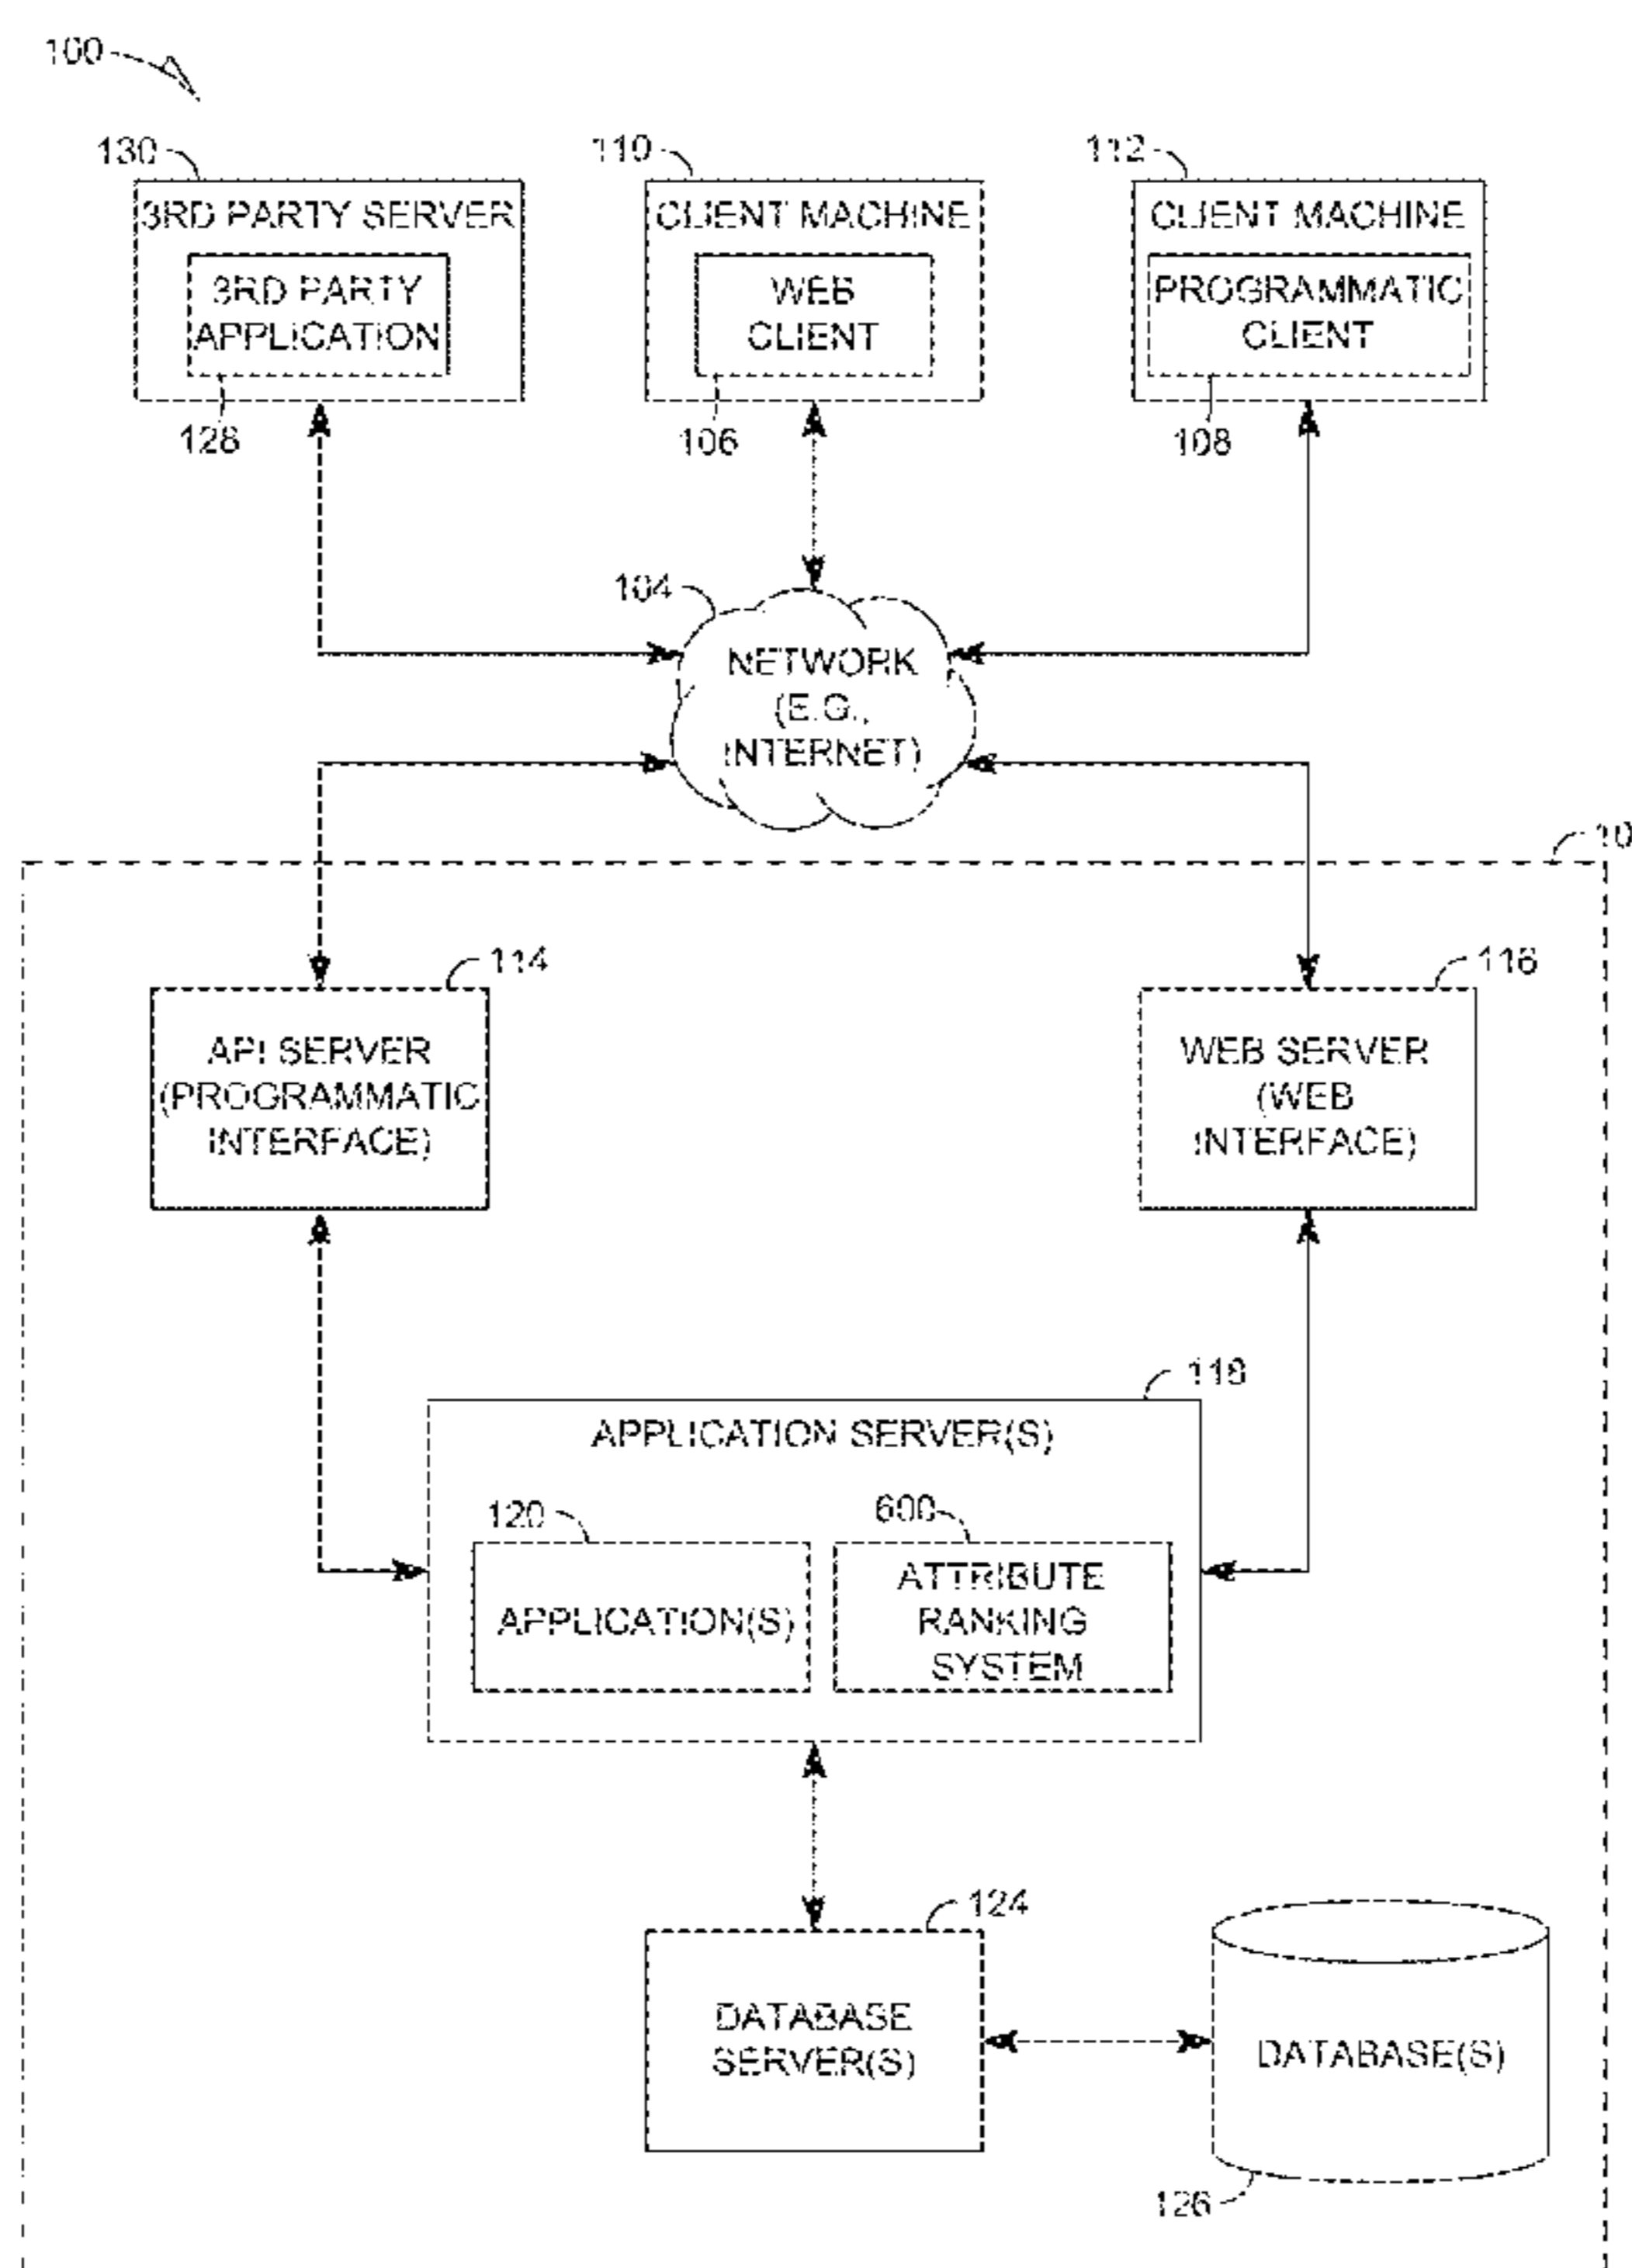 100
130
110
112
3RD PARTY SERVER
CLIENT MACHINE
CLIENT MACHINE
3RD PARTY
APPLICATION
WEB
CLIENT
PROGRAMMATIC
CLIENT
128
106
108
104
NETWORK
(E.G.,
INTERNET)
10
114
116
API SERVER
(PROGRAMMATIC
INTERFACE)
WEB SERVER
(WEB
INTERFACE)
118
APPLICATION SERVER(S)
120
600
APPLICATION(S)
ATTRIBUTE
RANKING
SYSTEM
124
DATABASE
SERVER(S)
DATABASE(S)
126